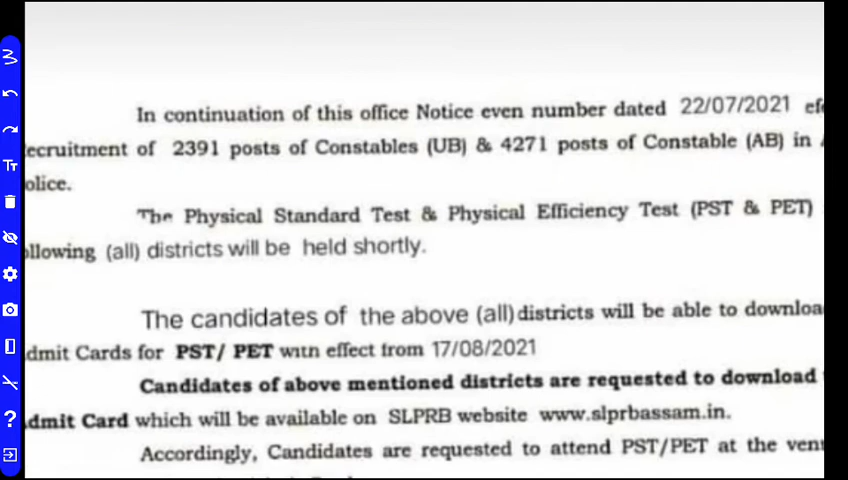 In continuation of this office Notice even number dated 22/07/2021
ecruitment of 2391 posts of Constables (UB) & 4271 posts of Constable (AB) in
olice.
The Physical Standard Test & Physical Efficiency Test (PST & PET)
llowing (all) districts will be held shortly.
The candidates of the above (all) districts will be able to downloa
dmit Cards for PST/ PET with effect from 17/08/2021
Candidates of above mentioned districts are requested to download
dmit Card which will be available on SLPRB website www.slprbassam.in.
Accordingly, Candidates are requested to attend PST/PET at the ven